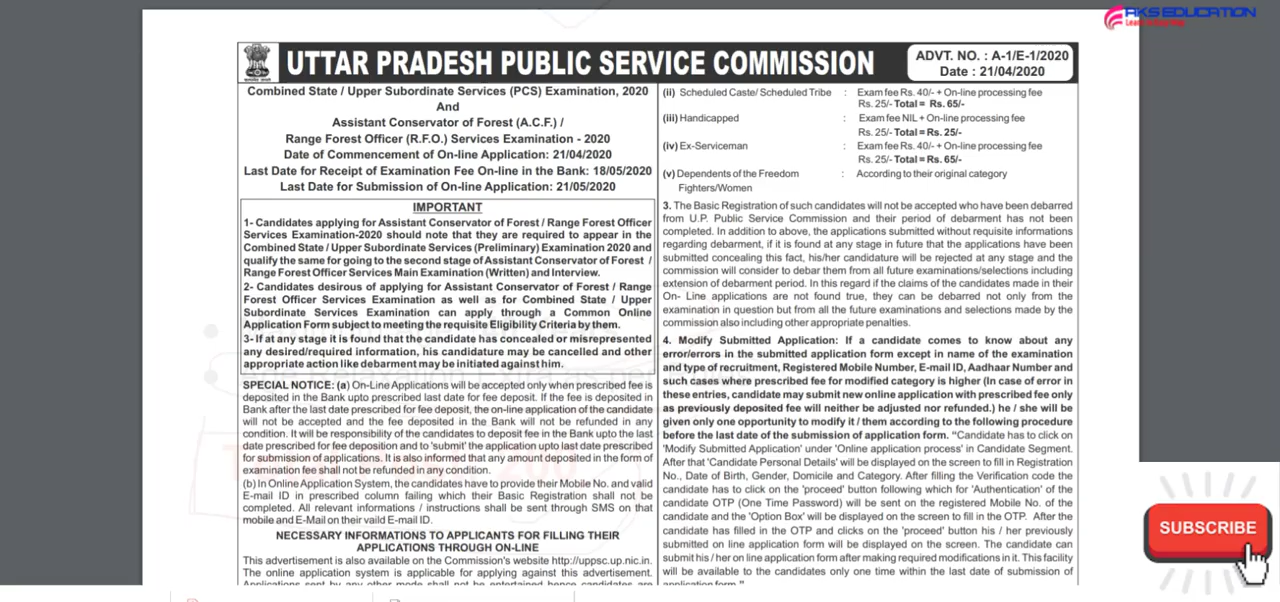 AKS EDUCATION
UTTAR PRADESH PUBLIC SERVICE COMMISSION
ADVT. NO. : A-1/E-1/2020
Date : 21/04/2020
Combined State / Upper Subordinate Services (PCS) Examination, 2020
And
Assistant Conservator of Forest (A.C.F.) /
Range Forest Officer (R.F.O.) Services Examination - 2020
Date of Commencement of On-line Application: 21/04/2020
Last Date for Receipt of Examination Fee On-line in the Bank: 18/05/2020
Last Date for Submission of On-line Application: 21/05/2020
IMPORTANT
1- Candidates applying for Assistant Conservator of Forest / Range Forest Officer
Services Examination-2020 should note that they are required to appear in the
Combined State / Upper Subordinate Services (Preliminary) Examination 2020 and
qualify the same for going to the second stage of Assistant Conservator of Forest /
Range Forest Officer Services Main Examination (Written) and Interview.
2- Candidates desirous of applying for Assistant Conservator of Forest / Range
Forest Officer Services Examination as well as for Combined State / Upper
Subordinate Services Examination can apply through a Common Online
Application Form subject to meeting the requisite Eligibility Criteria by them.
3- If at any stage it is found that the candidate has concealed or misrepresented
any desired/required information, his candidature may be cancelled and other
appropriate action like debarment may be initiated against him.
SPECIAL NOTICE: (a) On-Line Applications will be accepted only when prescribed fee is
deposited in the Bank upto prescribed last date for fee deposit. If the fee is deposited in
Bank after the last date prescribed for fee deposit, the on-line application of the candidate
will not be accepted and the fee deposited in the Bank will not be refunded in any
condition. It will be responsibility of the candidates to deposit fee in the Bank upto the last
date prescribed for fee deposition and to 'submit' the application upto last date prescribed
for submission of applications. It is also informed that any amount deposited in the form of
examination fee shall not be refunded in any condition.
(b) In Online Application System, the candidates have to provide their Mobile No. and valid
E-mail ID in prescribed column failing which their Basic Registration shall not be
completed. All relevant informations / instructions shall be sent through SMS on that
mobile and E-Mail on their vaild E-mail ID.
NECESSARY INFORMATIONS TO APPLICANTS FOR FILLING THEIR
APPLICATIONS THROUGH ON-LINE
This advertisement is also available on the Commission's website http://uppsc.up.nic.in.
The online application system is applicable for applying against this advertisement.
Applications sent by any other mode shall not be entertained hence candidates are
(ii) Scheduled Caste/ Scheduled Tribe : Exam fee Rs. 40/- + On-line processing fee
Rs. 25/- Total = Rs. 65/-
(iii) Handicapped : Exam fee NIL + On-line processing fee
Rs. 25/- Total = Rs. 25/-
(iv) Ex-Serviceman : Exam fee Rs. 40/- + On-line processing fee
Rs. 25/- Total = Rs. 65/-
(v) Dependents of the Freedom : According to their original category
Fighters/Women
3. The Basic Registration of such candidates will not be accepted who have been debarred
from U.P. Public Service Commission and their period of debarment has not been
completed. In addition to above, the applications submitted without requisite informations
regarding debarment, if it is found at any stage in future that the applications have been
submitted concealing this fact, his/her candidature will be rejected at any stage and the
commission will consider to debar them from all future examinations/selections including
extension of debarment period. In this regard if the claims of the candidates made in their
On- Line applications are not found true, they can be debarred not only from the
examination in question but from all the future examinations and selections made by the
commission also including other appropriate penalties.
4. Modify Submitted Application: If a candidate comes to know about any
error/errors in the submitted application form except in name of the examination
and type of recruitment, Registered Mobile Number, E-mail ID, Aadhaar Number and
such cases where prescribed fee for modified category is higher (In case of error in
these entries, candidate may submit new online application with prescribed fee only
as previously deposited fee will neither be adjusted nor refunded.) he / she will be
given only one opportunity to modify it / them according to the following procedure
before the last date of the submission of application form. "Candidate has to click on
'Modify Submitted Application' under 'Online application process' in Candidate Segment.
After that 'Candidate Personal Details' will be displayed on the screen to fill in Registration
No., Date of Birth, Gender, Domicile and Category. After filling the Verification code the
candidate has to click on the 'proceed' button following which for 'Authentication' of the
candidate OTP (One Time Password) will be sent on the registered Mobile No. of the
candidate and the 'Option Box' will be displayed on the screen to fill in the OTP. After the
candidate has filled in the OTP and clicks on the 'proceed' button his / her previously
submitted on line application form will be displayed on the screen. The candidate can
submit his / her on line application form after making required modifications in it. This facility
will be available to the candidates only one time within the last date of submission of
application form."
SUBSCRIBE